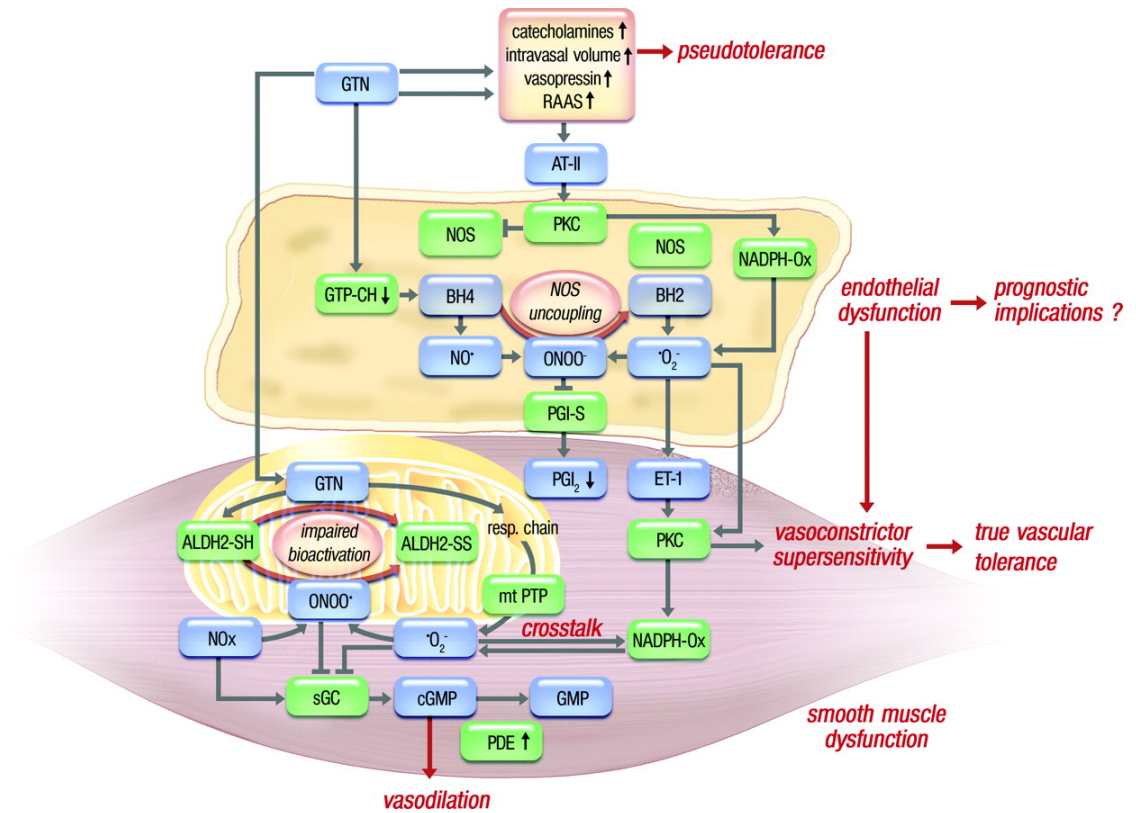 catecholamines ↑
intravasal volume ↑
vasopressin ↑
RAAS ↑
pseudotolerance
GTN
AT-II
NOS
PKC
NOS
NADPH-Ox
GTP-CH ↓
BH4
NOS
uncoupling
BH2
NO•
ONOO-
•O2-
endothelial
dysfunction
prognostic
implications ?
PGI-S
PGI2 ↓
ET-1
GTN
resp. chain
ALDH2-SH
impaired
bioactivation
ALDH2-SS
PKC
vasoconstrictor
supersensitivity
true vascular
tolerance
mt PTP
ONOO•
NOx
•O2-
crosstalk
NADPH-Ox
sGC
cGMP
GMP
PDE ↑
smooth muscle
dysfunction
vasodilation